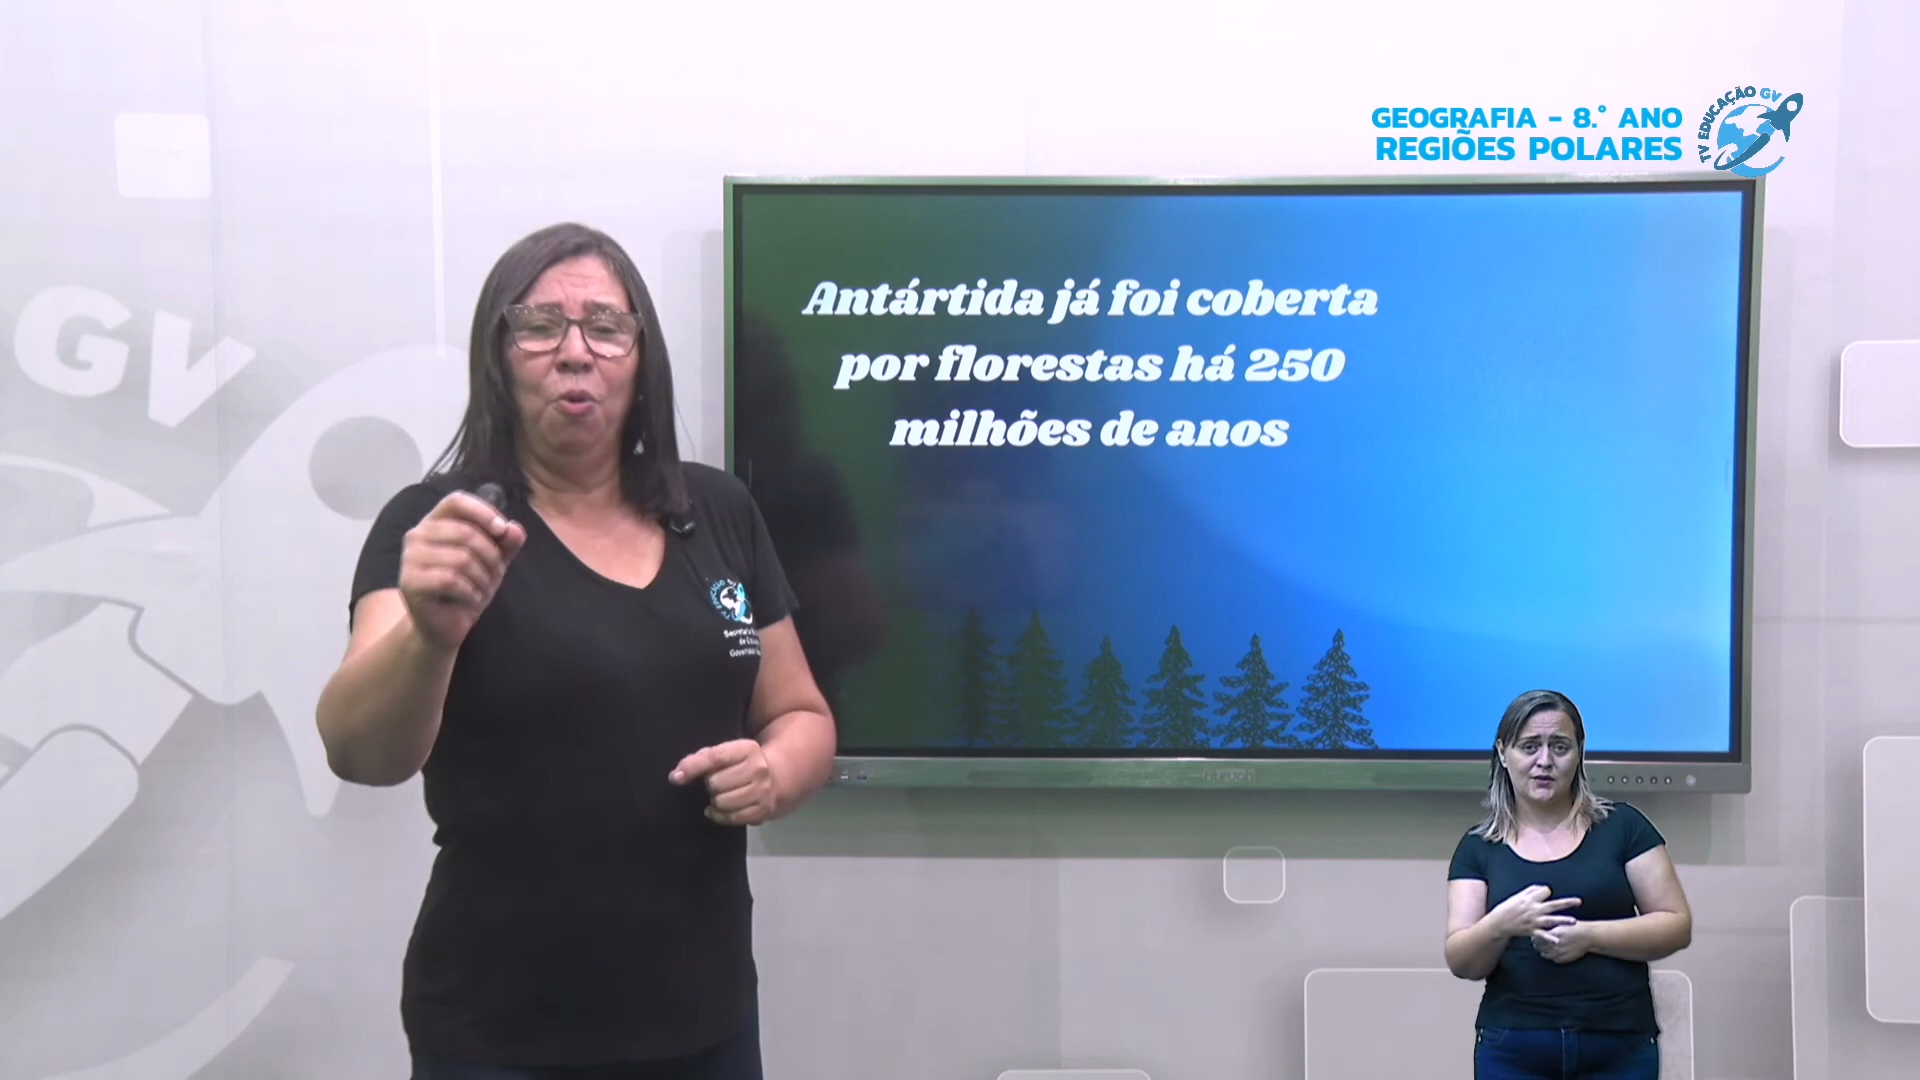 GEOGRAFIA - 8.° ANO
REGIÕES POLARES
TV EDUCAÇÃO GV
Antártida já foi coberta
por florestas há 250
milhões de anos
GV